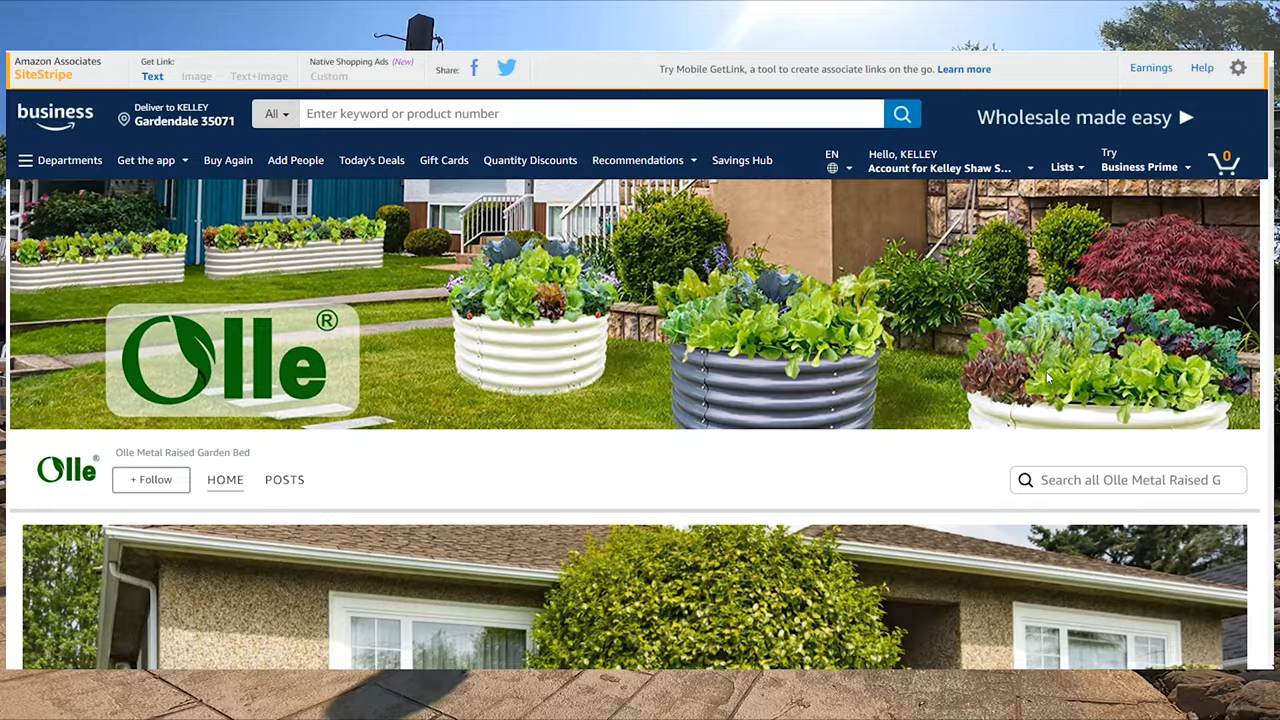 Amazon Associates
SiteStripe
Get Link:
Text Image Text+Image
Native Shopping Ads (New)
Custom
Share:
Try Mobile GetLink, a tool to create associate links on the go. Learn more
Earnings Help
business
Deliver to KELLEY
Gardendale 35071
All
Enter keyword or product number
Wholesale made easy
Departments
Get the app
Buy Again
Add People
Today's Deals
Gift Cards
Quantity Discounts
Recommendations
Savings Hub
EN
Hello, KELLEY
Account for Kelley Shaw S...
Lists
Try
Business Prime
0
Olle®
Olle®
Olle Metal Raised Garden Bed
+ Follow
HOME
POSTS
Search all Olle Metal Raised G